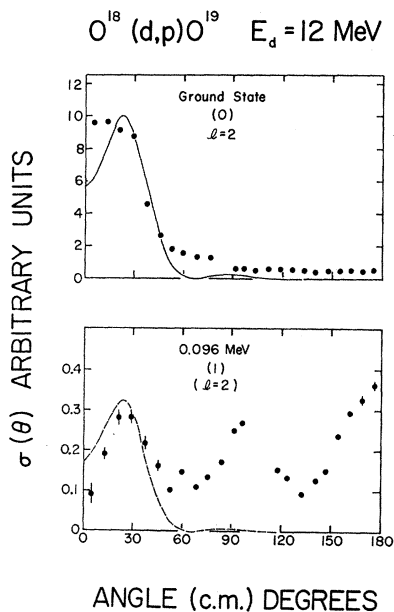 O¹⁸ (d,p)O¹⁹ E_d = 12 MeV
σ(θ) ARBITRARY UNITS
12
10
8
6
4
2
0
Ground State
(0)
ℓ=2
0.4
0.3
0.2
0.1
0
0.096 MeV
(1)
(ℓ=2)
0 30 60 90 120 150 180
ANGLE (c.m.) DEGREES